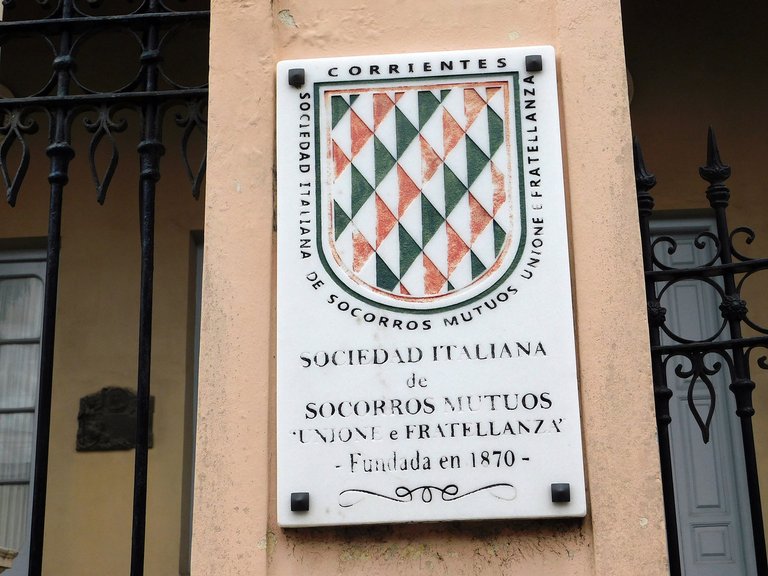 CORRIENTES
SOCIEDAD ITALIANA DE SOCORROS MUTUOS UNIONE E FRATELLANZA
SOCIEDAD ITALIANA
de
SOCORROS MUTUOS
"UNIONE e FRATELLANZA"
- Fundada en 1870 -